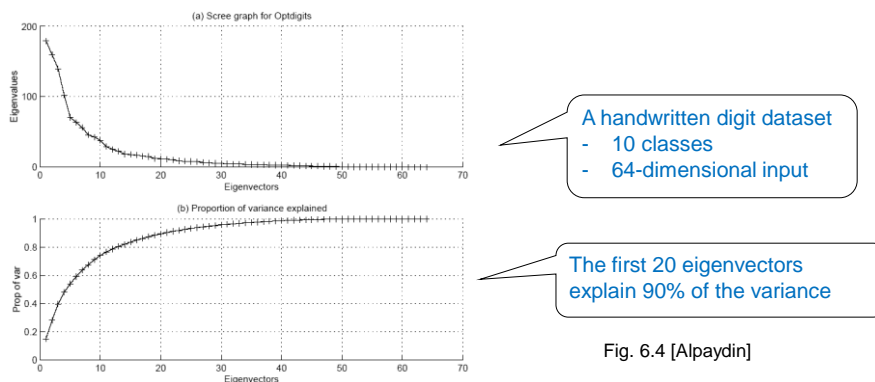 (a) Scree graph for Optdigits
200
100
0
Eigenvalues
0 10 20 30 40 50 60 70
Eigenvectors
(b) Proportion of variance explained
1
0.8
0.6
0.4
0.2
0
Prop of var
0 10 20 30 40 50 60 70
Eigenvectors
A handwritten digit dataset
- 10 classes
- 64-dimensional input
The first 20 eigenvectors
explain 90% of the variance
Fig. 6.4 [Alpaydin]